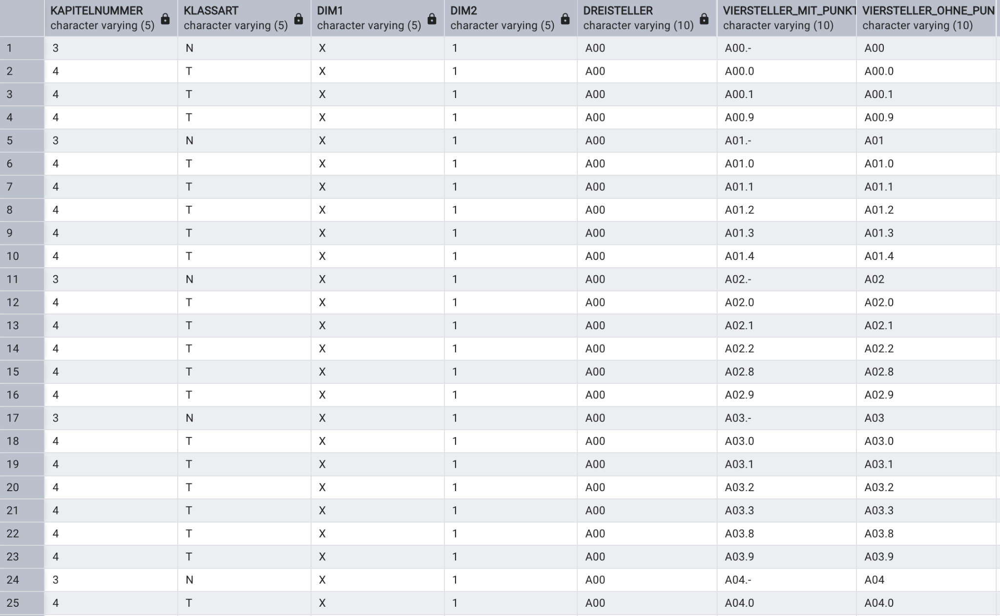 KAPITELNUMMER KLASSART DIM1 DIM2 DREISTELLER VIERSTELLER_MIT_PUNKT VIERSTELLER_OHNE_PUN
character varying (5) character varying (5) character varying (5) character varying (5) character varying (10) character varying (10) character varying (10)
1 3 N X 1 A00 A00.- A00
2 4 T X 1 A00 A00.0 A00.0
3 4 T X 1 A00 A00.1 A00.1
4 4 T X 1 A00 A00.9 A00.9
5 3 N X 1 A00 A01.- A01
6 4 T X 1 A00 A01.0 A01.0
7 4 T X 1 A00 A01.1 A01.1
8 4 T X 1 A00 A01.2 A01.2
9 4 T X 1 A00 A01.3 A01.3
10 4 T X 1 A00 A01.4 A01.4
11 3 N X 1 A00 A02.- A02
12 4 T X 1 A00 A02.0 A02.0
13 4 T X 1 A00 A02.1 A02.1
14 4 T X 1 A00 A02.2 A02.2
15 4 T X 1 A00 A02.8 A02.8
16 4 T X 1 A00 A02.9 A02.9
17 3 N X 1 A00 A03.- A03
18 4 T X 1 A00 A03.0 A03.0
19 4 T X 1 A00 A03.1 A03.1
20 4 T X 1 A00 A03.2 A03.2
21 4 T X 1 A00 A03.3 A03.3
22 4 T X 1 A00 A03.8 A03.8
23 4 T X 1 A00 A03.9 A03.9
24 3 N X 1 A00 A04.- A04
25 4 T X 1 A00 A04.0 A04.0